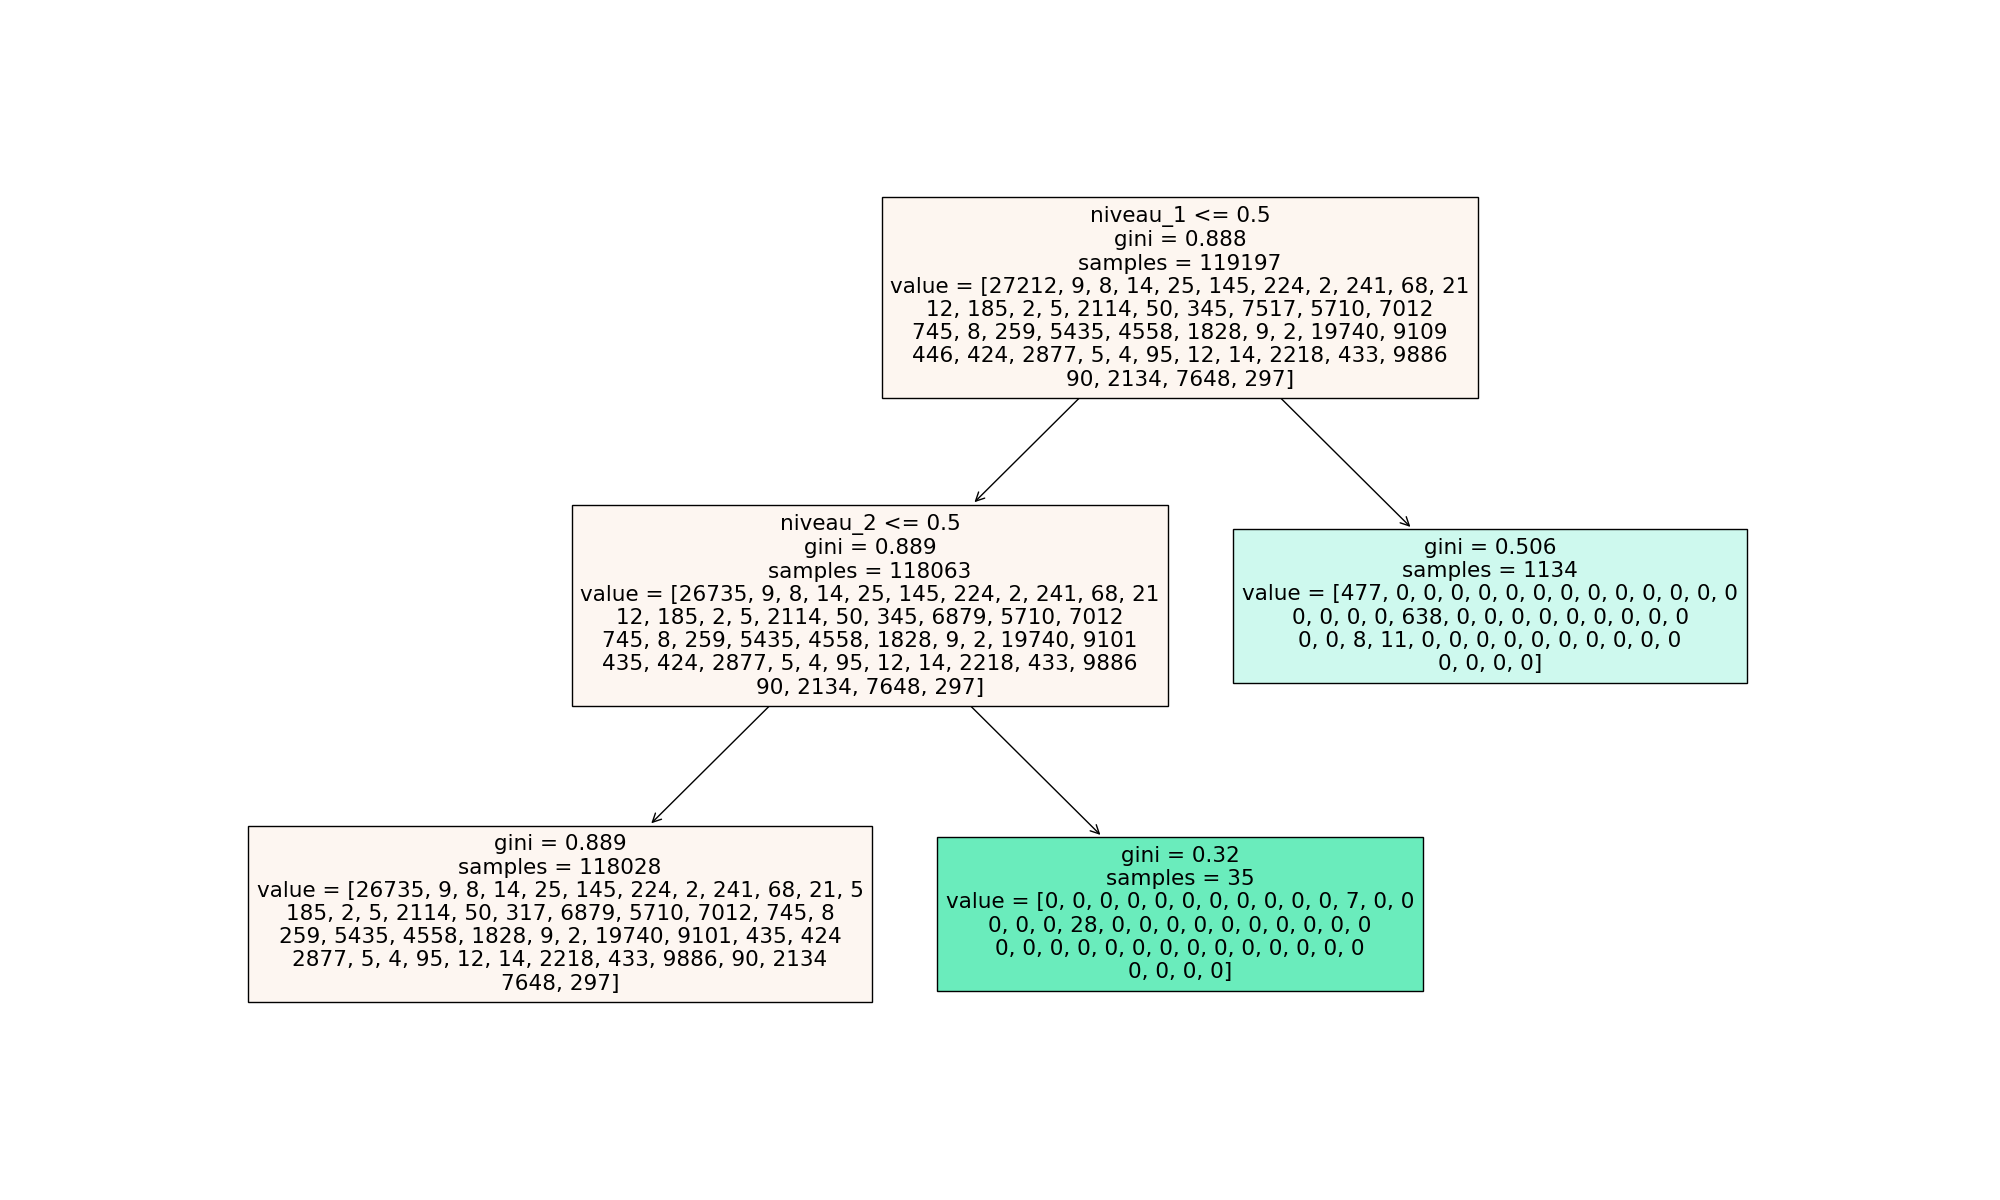 niveau_1 <= 0.5
gini = 0.888
samples = 119197
value = [27212, 9, 8, 14, 25, 145, 224, 2, 241, 68, 21
12, 185, 2, 5, 2114, 50, 345, 7517, 5710, 7012
745, 8, 259, 5435, 4558, 1828, 9, 2, 19740, 9109
446, 424, 2877, 5, 4, 95, 12, 14, 2218, 433, 9886
90, 2134, 7648, 297]
niveau_2 <= 0.5
gini = 0.889
samples = 118063
value = [26735, 9, 8, 14, 25, 145, 224, 2, 241, 68, 21
12, 185, 2, 5, 2114, 50, 345, 6879, 5710, 7012
745, 8, 259, 5435, 4558, 1828, 9, 2, 19740, 9101
435, 424, 2877, 5, 4, 95, 12, 14, 2218, 433, 9886
90, 2134, 7648, 297]
gini = 0.506
samples = 1134
value = [477, 0, 0, 0, 0, 0, 0, 0, 0, 0, 0, 0, 0, 0
0, 0, 0, 0, 638, 0, 0, 0, 0, 0, 0, 0, 0, 0
0, 0, 8, 11, 0, 0, 0, 0, 0, 0, 0, 0, 0, 0
0, 0, 0, 0]
gini = 0.889
samples = 118028
value = [26735, 9, 8, 14, 25, 145, 224, 2, 241, 68, 21, 5
185, 2, 5, 2114, 50, 317, 6879, 5710, 7012, 745, 8
259, 5435, 4558, 1828, 9, 2, 19740, 9101, 435, 424
2877, 5, 4, 95, 12, 14, 2218, 433, 9886, 90, 2134
7648, 297]
gini = 0.32
samples = 35
value = [0, 0, 0, 0, 0, 0, 0, 0, 0, 0, 0, 7, 0, 0
0, 0, 0, 28, 0, 0, 0, 0, 0, 0, 0, 0, 0, 0
0, 0, 0, 0, 0, 0, 0, 0, 0, 0, 0, 0, 0, 0
0, 0, 0, 0]